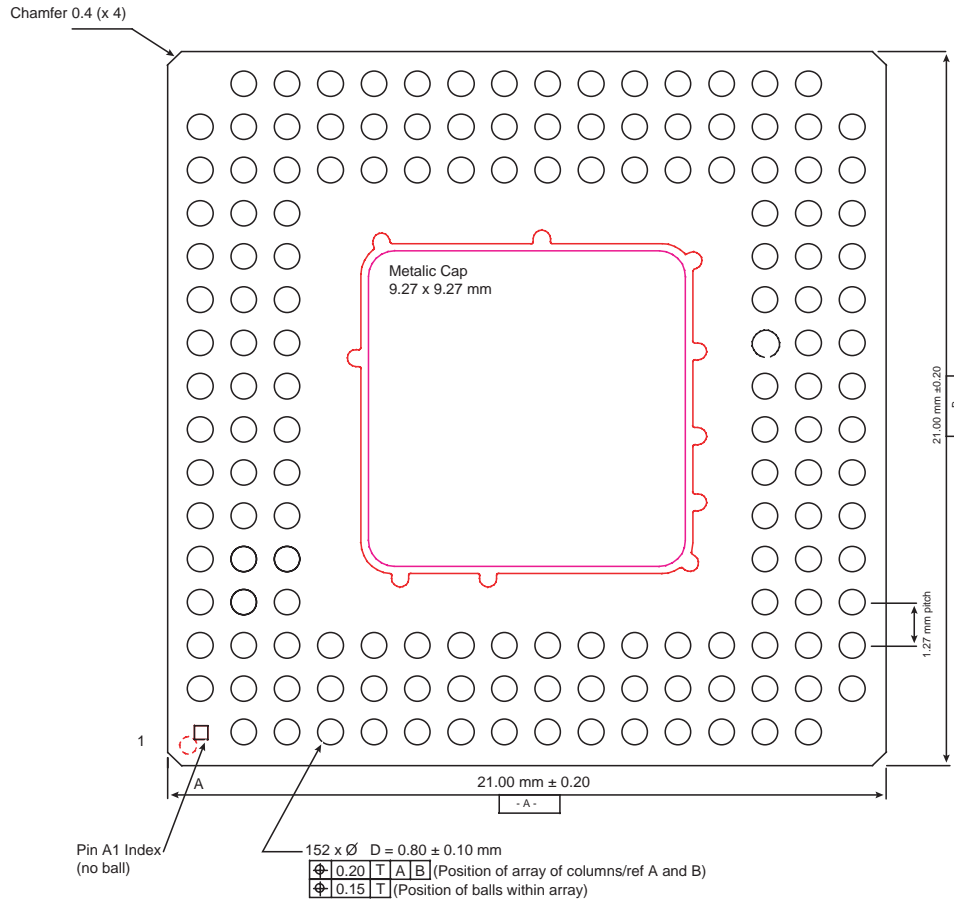 Chamfer 0.4 (x 4)
Metalic Cap
9.27 x 9.27 mm
21.00 mm ±0.20
1.27 mm pitch
1
A
21.00 mm ± 0.20
- A -
Pin A1 Index
(no ball)
152 x Ø D = 0.80 ± 0.10 mm
⌖ 0.20 T A B (Position of array of columns/ref A and B)
⌖ 0.15 T (Position of balls within array)